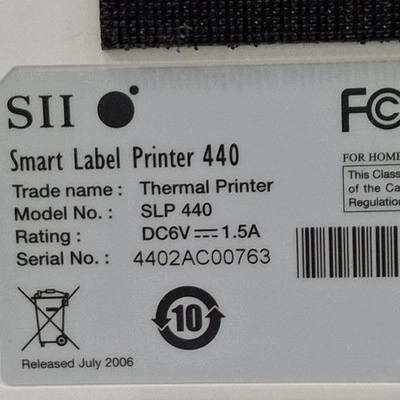 SII
FC
Smart Label Printer 440
FOR HOME
Trade name : Thermal Printer
This Class
Model No. : SLP 440
of the Ca
Regulation
Rating : DC6V 1.5A
Serial No. : 4402AC00763
10
Released July 2006